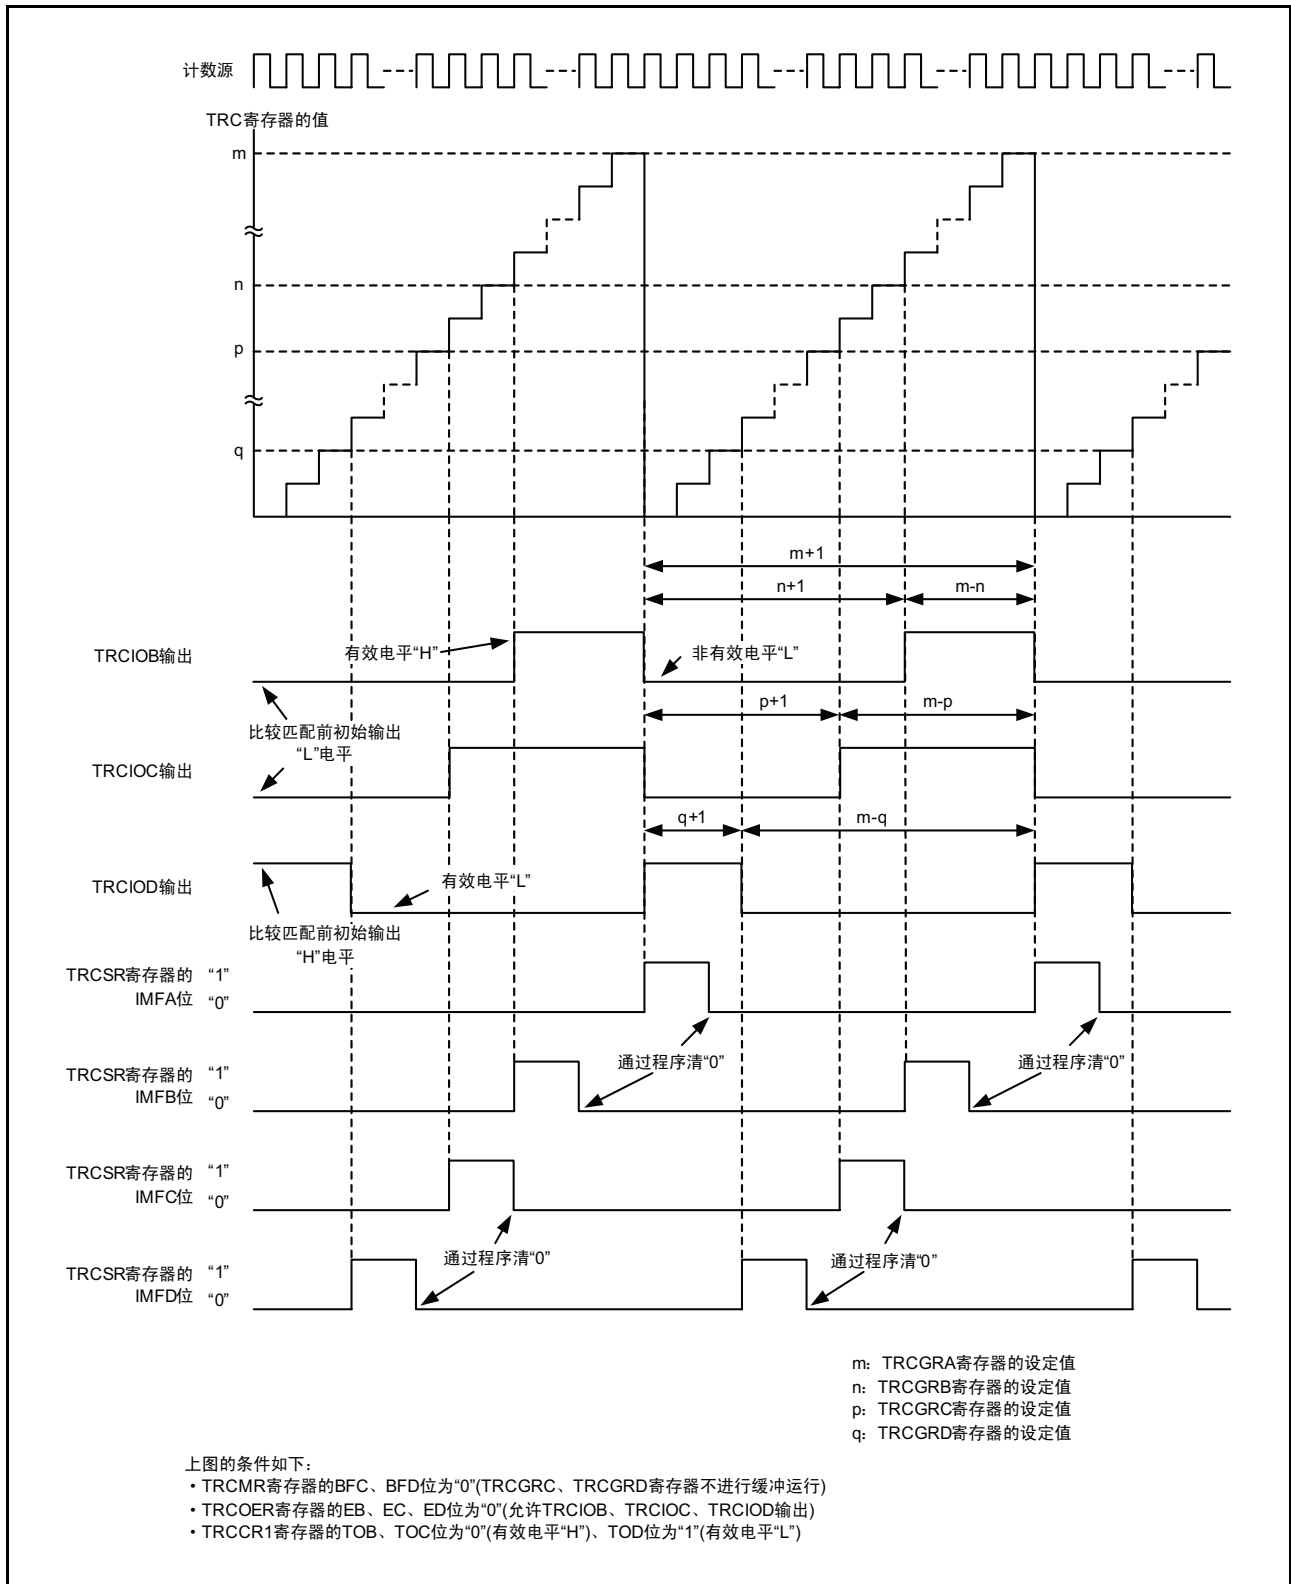 计数源
TRC寄存器的值
m
n
p
q
m+1
n+1
m-n
TRCIOB输出
有效电平“H”
非有效电平“L”
p+1
m-p
比较匹配前初始输出
“L”电平
TRCIOC输出
q+1
m-q
TRCIOD输出
有效电平“L”
比较匹配前初始输出
“H”电平
TRCSR寄存器的 “1”
IMFA位 “0”
通过程序清“0”
通过程序清“0”
TRCSR寄存器的 “1”
IMFB位 “0”
TRCSR寄存器的 “1”
IMFC位 “0”
通过程序清“0”
通过程序清“0”
TRCSR寄存器的 “1”
IMFD位 “0”
m：TRCGRA寄存器的设定值
n：TRCGRB寄存器的设定值
p：TRCGRC寄存器的设定值
q：TRCGRD寄存器的设定值
上图的条件如下：
・TRCMR寄存器的BFC、BFD位为“0”(TRCGRC、TRCGRD寄存器不进行缓冲运行)
・TRCOER寄存器的EB、EC、ED位为“0”(允许TRCIOB、TRCIOC、TRCIOD输出)
・TRCCR1寄存器的TOB、TOC位为“0”(有效电平“H”)、TOD位为“1”(有效电平“L”)